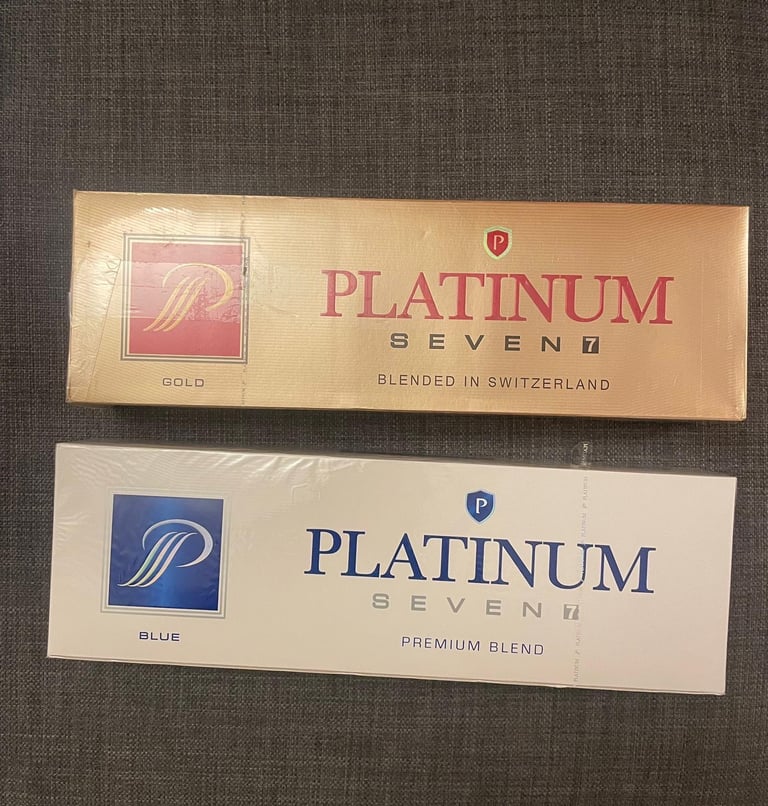 P
PLATINUM
SEVEN 7
BLENDED IN SWITZERLAND
P
GOLD
P
PLATINUM
SEVEN 7
PREMIUM BLEND
P
BLUE